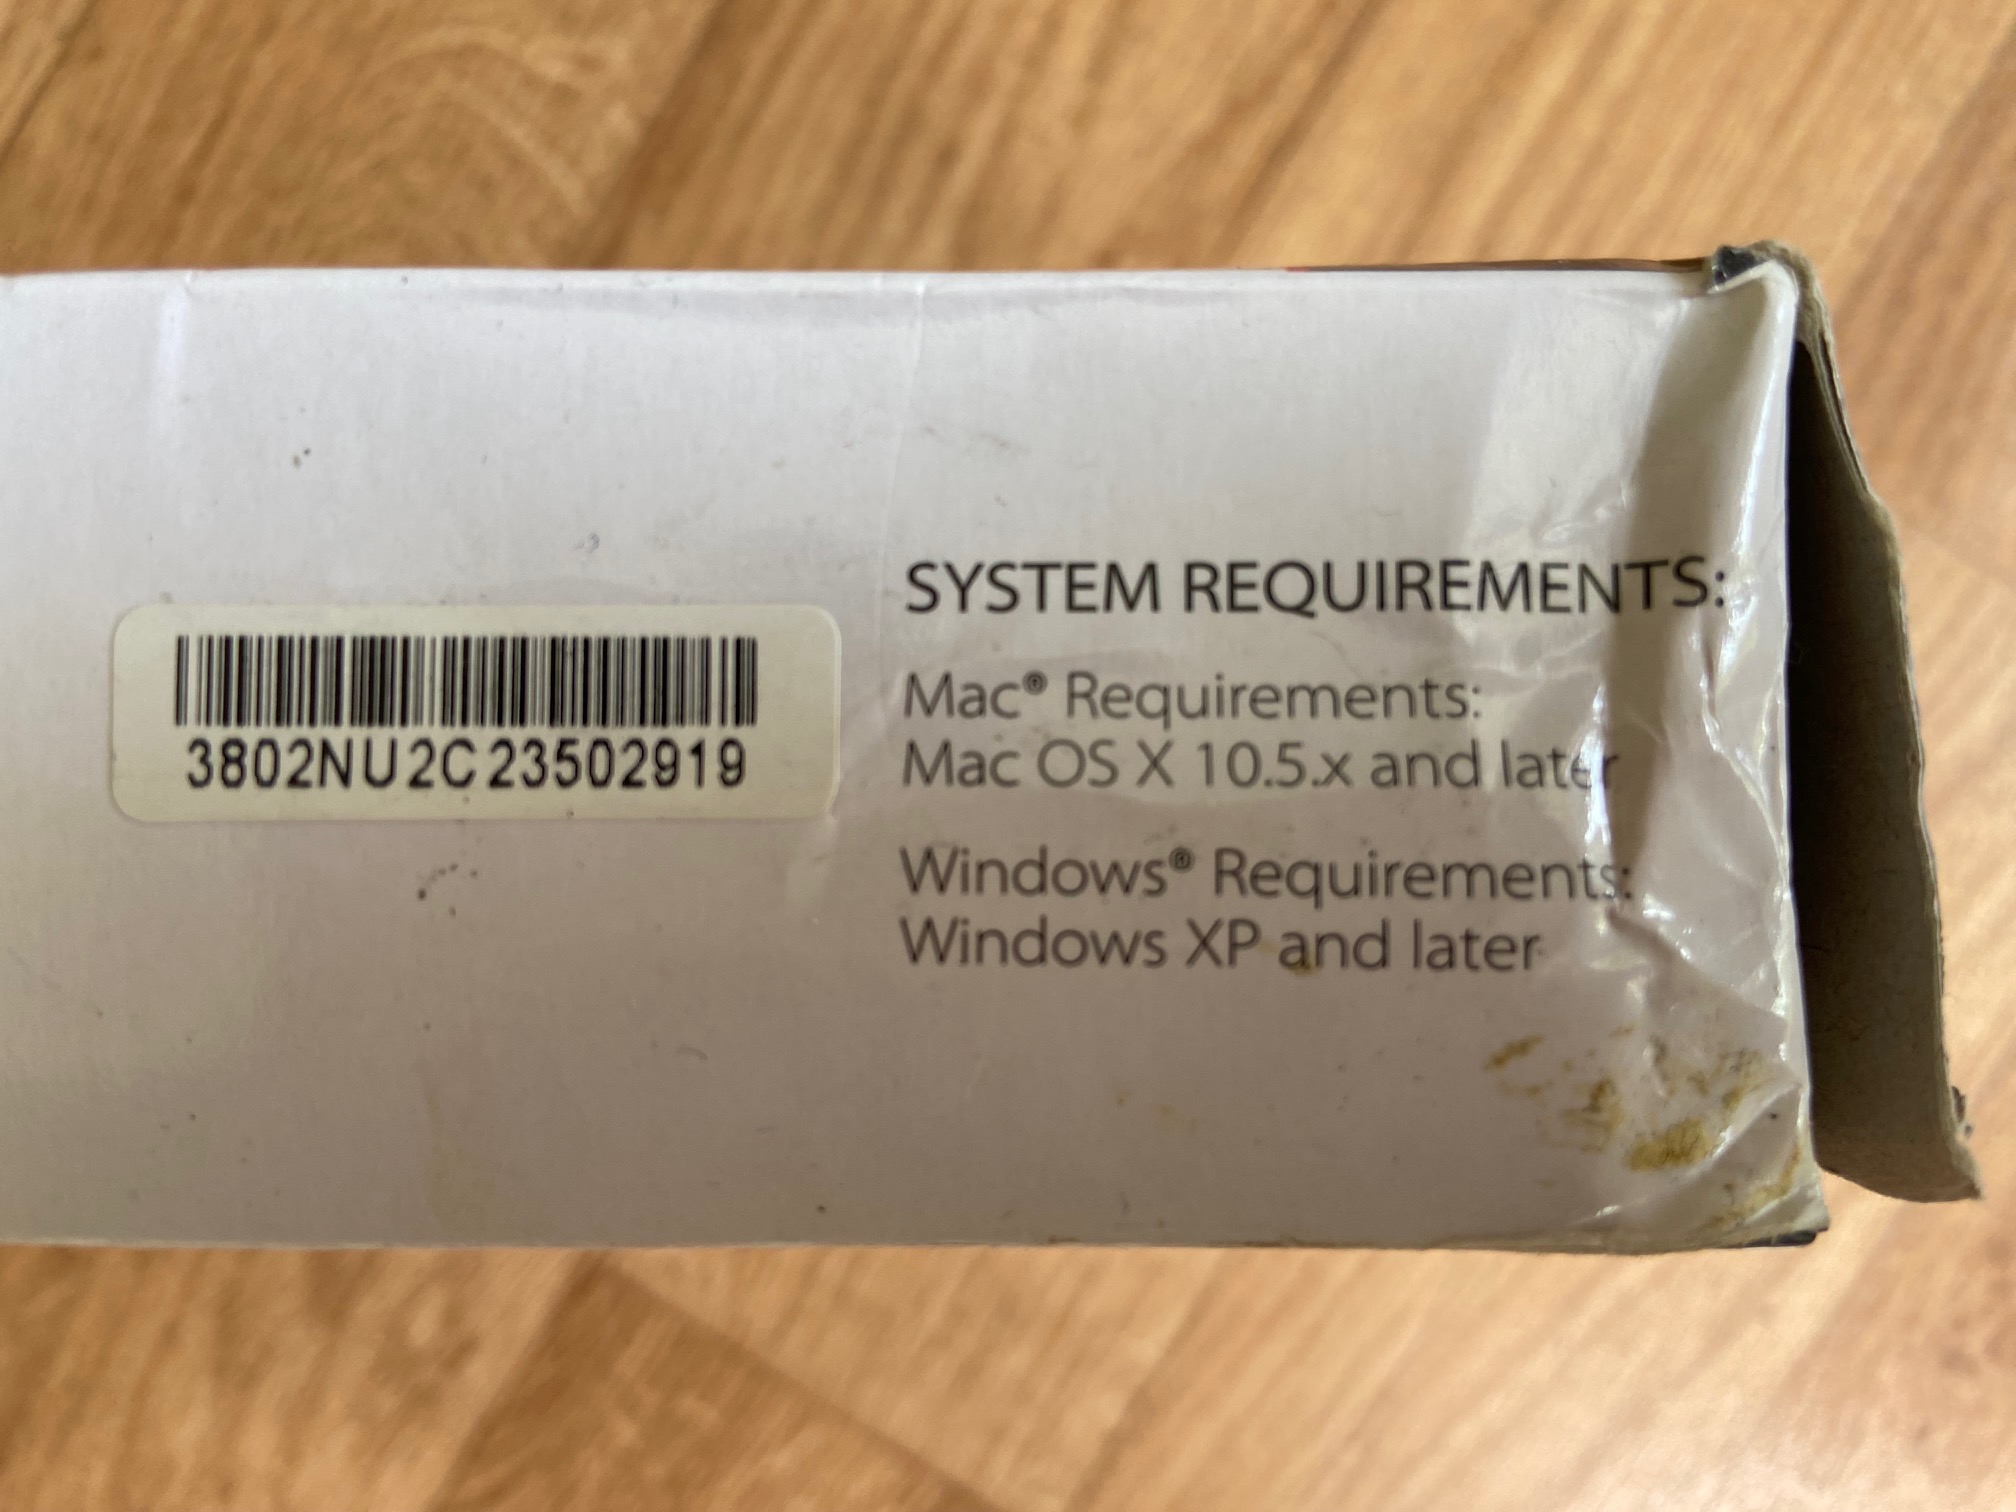 3802NU2C23502919
SYSTEM REQUIREMENTS:
Mac® Requirements:
Mac OS X 10.5.x and later
Windows® Requirements:
Windows XP and later